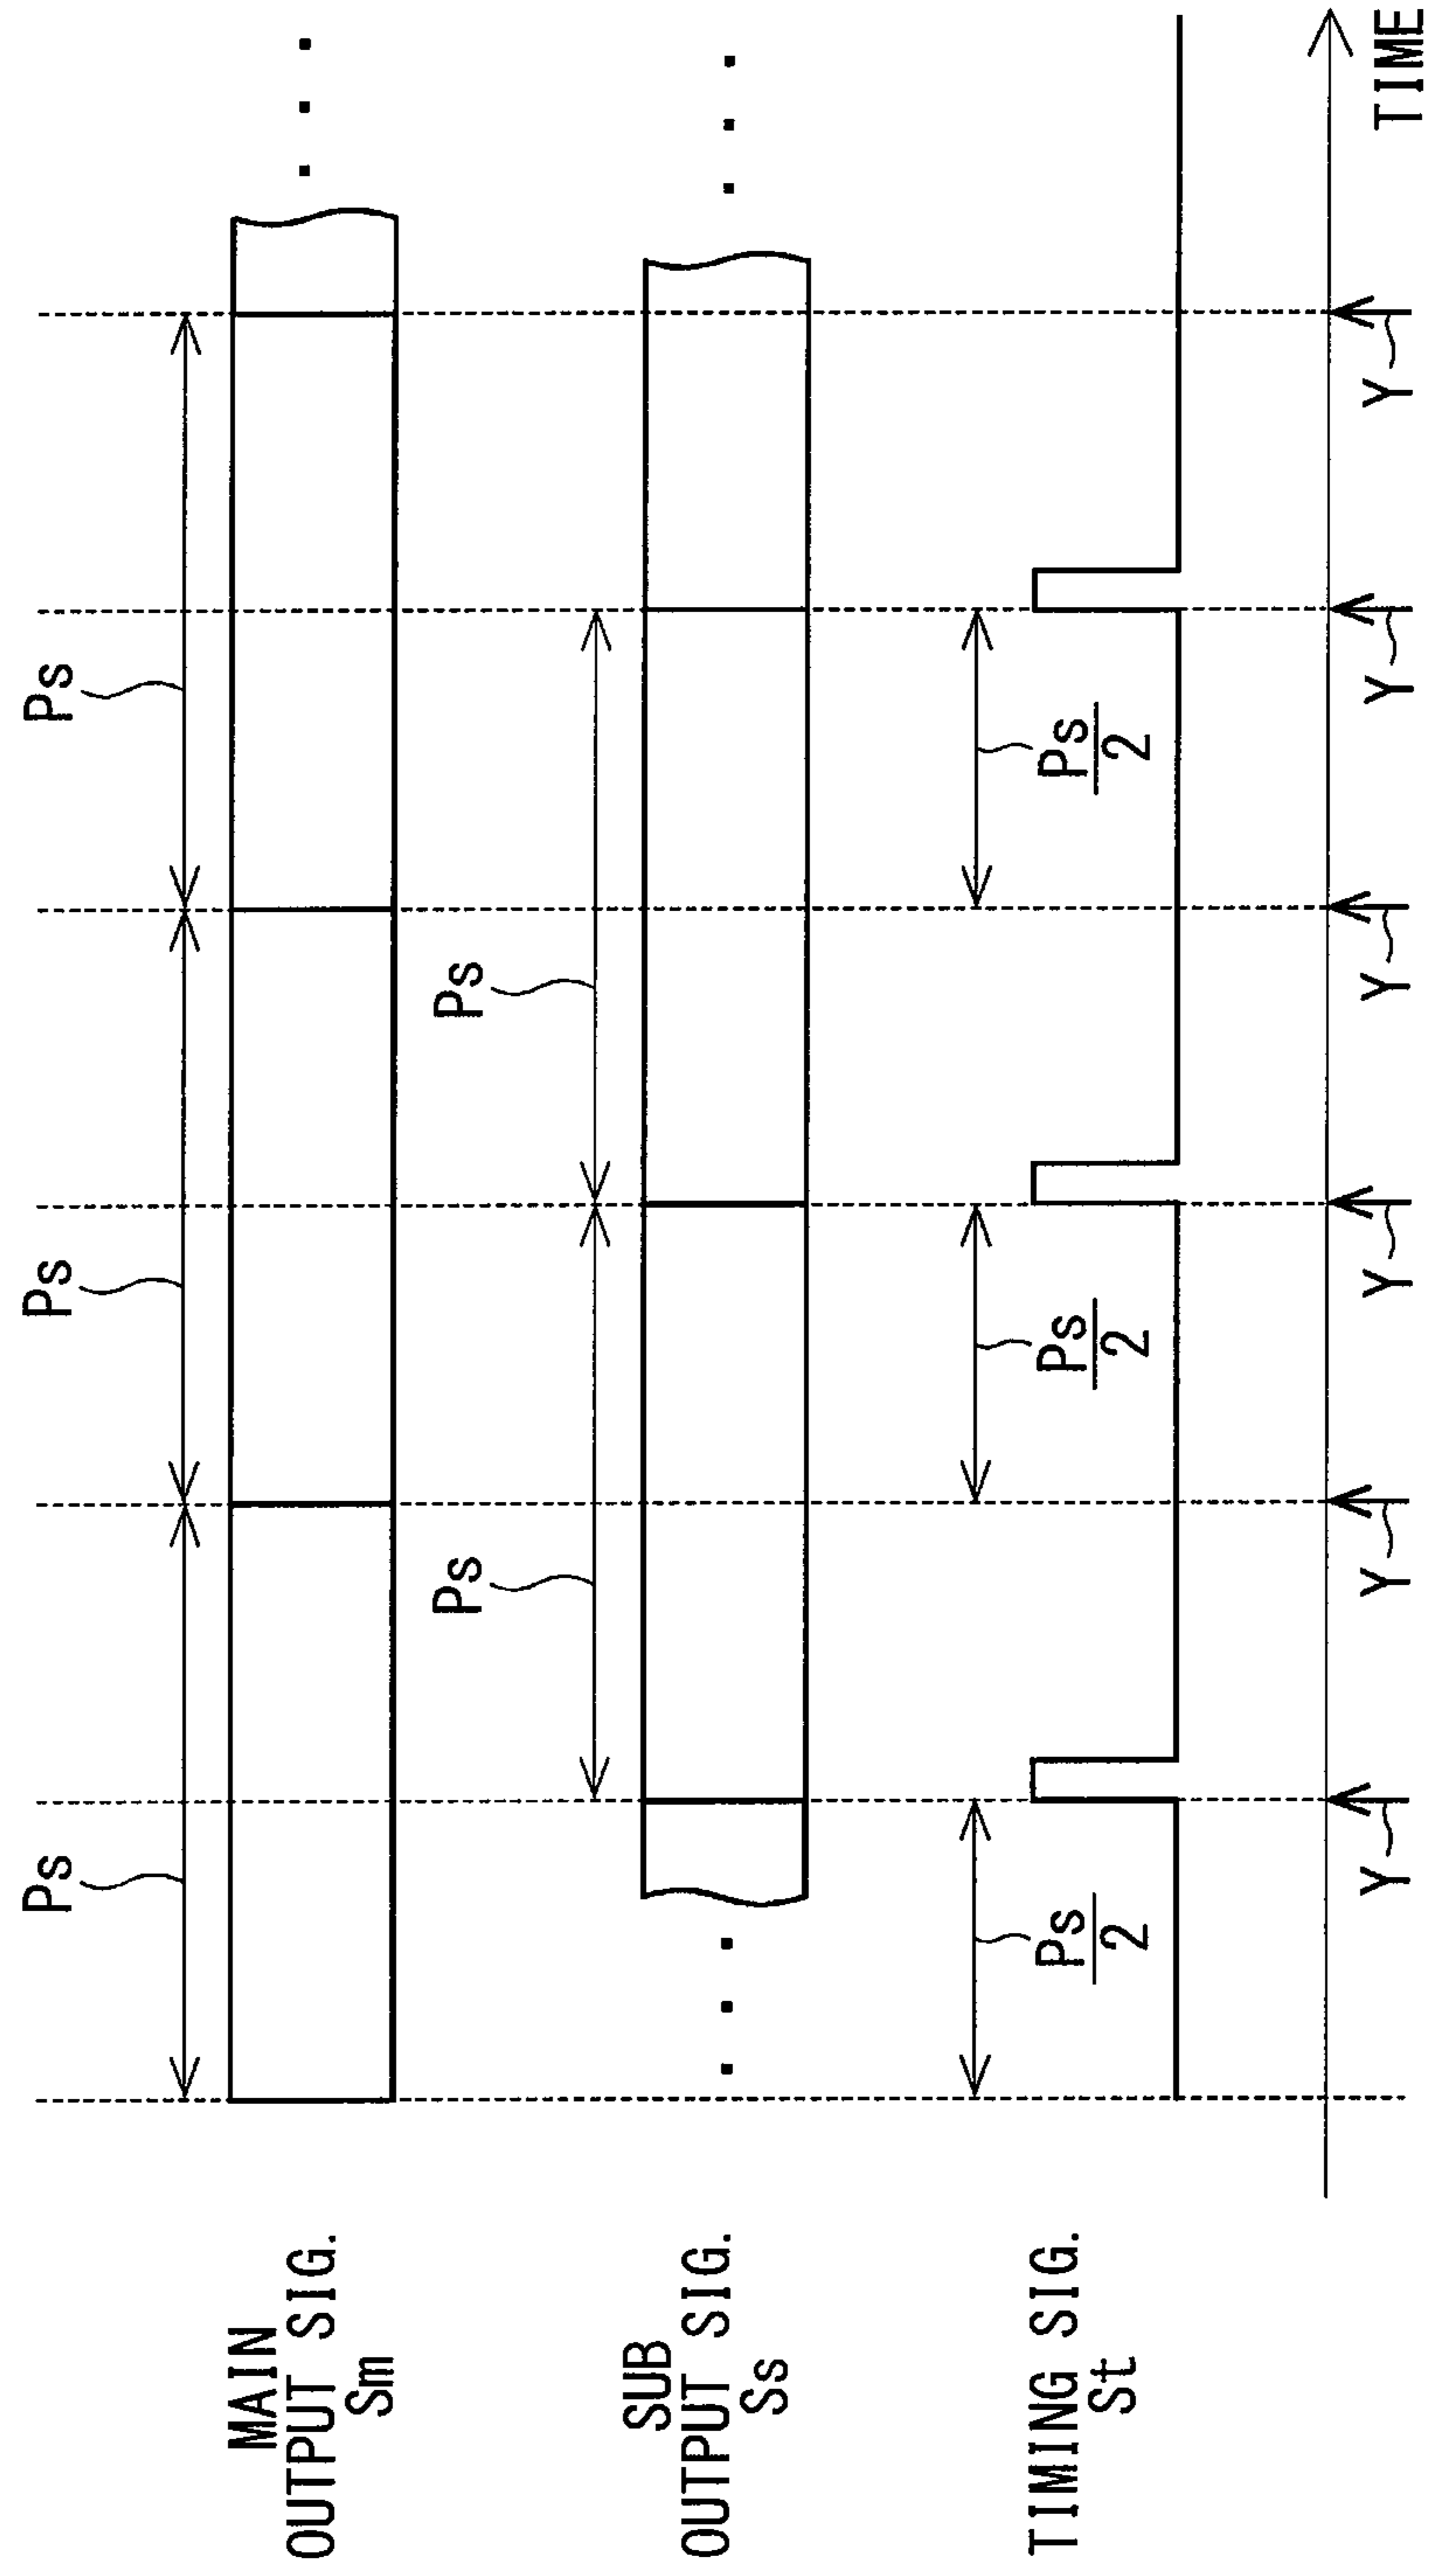 Ps
Ps
Ps
MAIN
OUTPUT SIG.
Sm
Ps
Ps
SUB
OUTPUT SIG.
Ss
Ps
2
Ps
2
Ps
2
TIMING SIG.
St
Y
Y
Y
Y
Y
Y
TIME